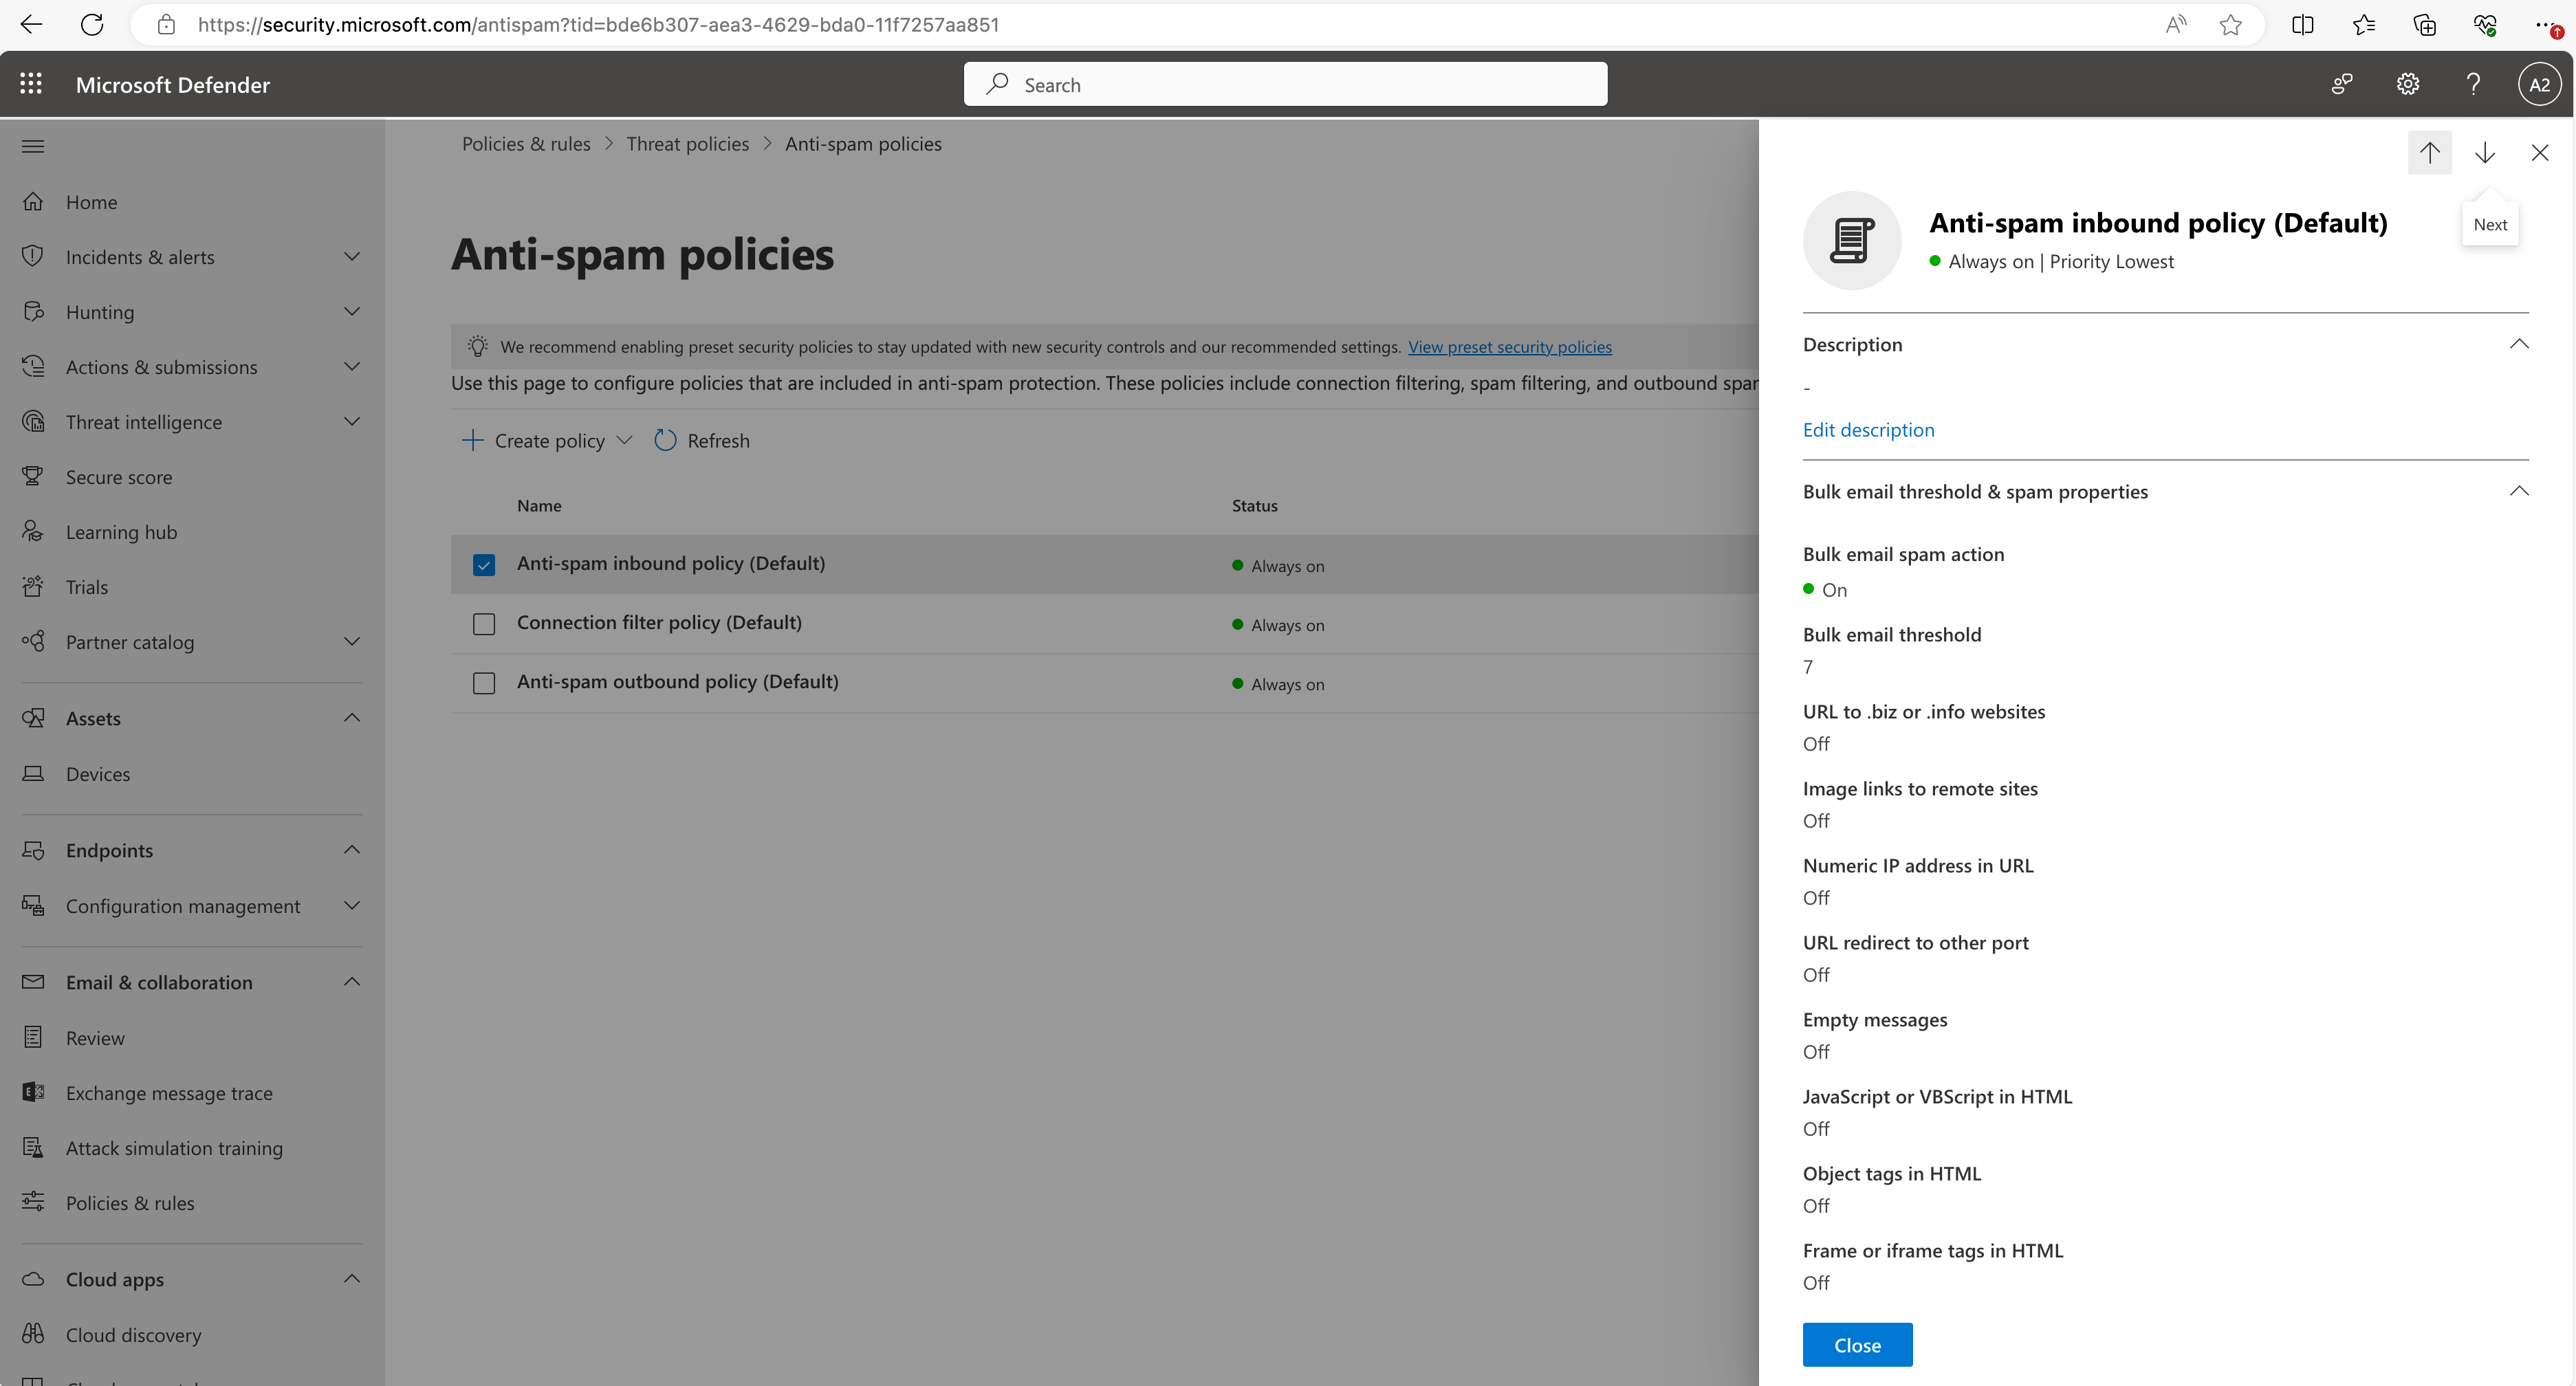 https://security.microsoft.com/antispam?tid=bde6b307-aea3-4629-bda0-11f7257aa851
Microsoft Defender
Search
A2
Home
Incidents & alerts
Hunting
Actions & submissions
Threat intelligence
Secure score
Learning hub
Trials
Partner catalog
Assets
Devices
Endpoints
Configuration management
Email & collaboration
Review
Exchange message trace
Attack simulation training
Policies & rules
Cloud apps
Cloud discovery
Policies & rules > Threat policies > Anti-spam policies
Anti-spam policies
We recommend enabling preset security policies to stay updated with new security controls and our recommended settings. View preset security policies
Use this page to configure policies that are included in anti-spam protection. These policies include connection filtering, spam filtering, and outbound spam
Create policy
Refresh
Name Status
Anti-spam inbound policy (Default) Always on
Connection filter policy (Default) Always on
Anti-spam outbound policy (Default) Always on
Next
Anti-spam inbound policy (Default)
Always on | Priority Lowest
Description
-
Edit description
Bulk email threshold & spam properties
Bulk email spam action
On
Bulk email threshold
7
URL to .biz or .info websites
Off
Image links to remote sites
Off
Numeric IP address in URL
Off
URL redirect to other port
Off
Empty messages
Off
JavaScript or VBScript in HTML
Off
Object tags in HTML
Off
Frame or iframe tags in HTML
Off
Close